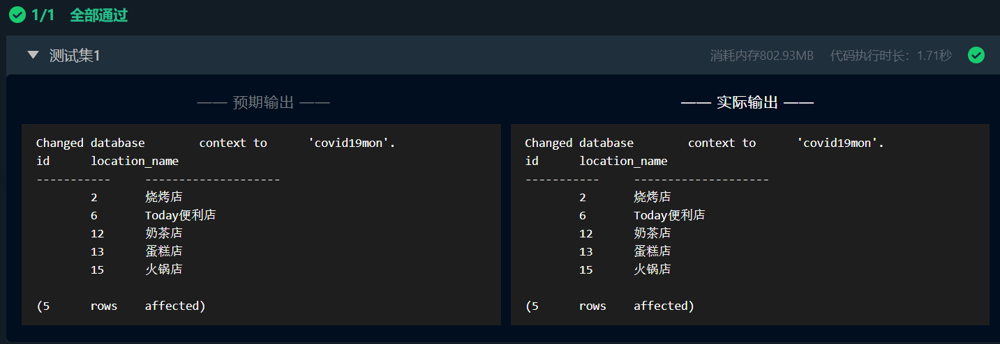 1/1 全部通过
测试集1 消耗内存802.93MB 代码执行时长：1.71秒
—— 预期输出 ——
Changed database context to 'covid19mon'.
id location_name
----------- --------------------
2 烧烤店
6 Today便利店
12 奶茶店
13 蛋糕店
15 火锅店
(5 rows affected)
—— 实际输出 ——
Changed database context to 'covid19mon'.
id location_name
----------- --------------------
2 烧烤店
6 Today便利店
12 奶茶店
13 蛋糕店
15 火锅店
(5 rows affected)